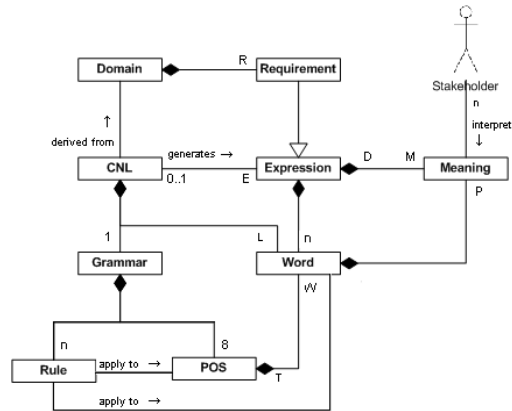 Domain
R
Requirement
Stakeholder
n
↑
derived from
generates →
interpret
↓
CNL
0..1
E
Expression
D
M
Meaning
P
1
L
n
Grammar
Word
W
n
8
apply to →
Rule
POS
T
apply to →